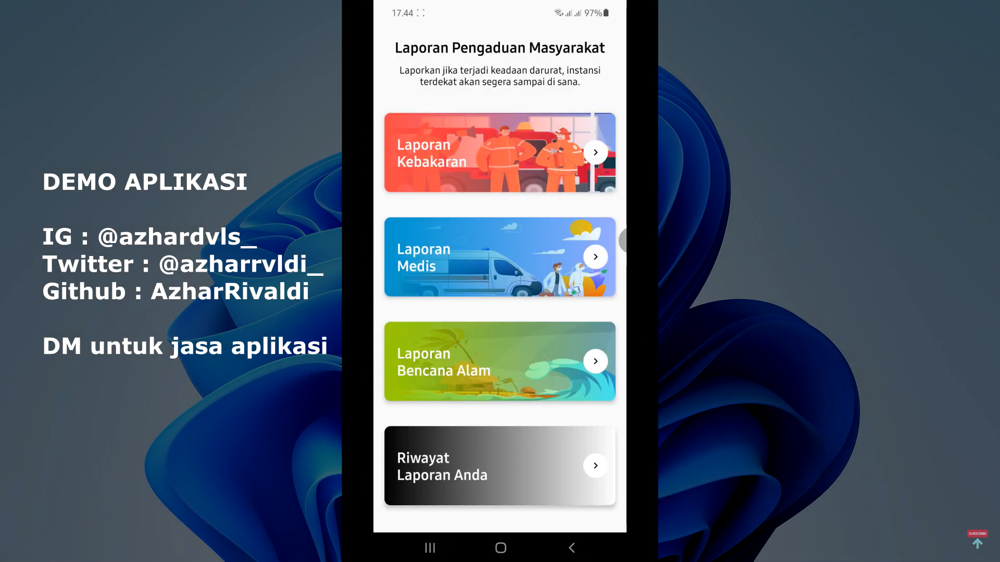 17.44
97%
Laporan Pengaduan Masyarakat
Laporkan jika terjadi keadaan darurat, instansi
terdekat akan segera sampai di sana.
Laporan
Kebakaran
Laporan
Medis
Laporan
Bencana Alam
Riwayat
Laporan Anda
DEMO APLIKASI
IG : @azhardvls_
Twitter : @azharrvldi_
Github : AzharRivaldi
DM untuk jasa aplikasi
SUBSCRIBE